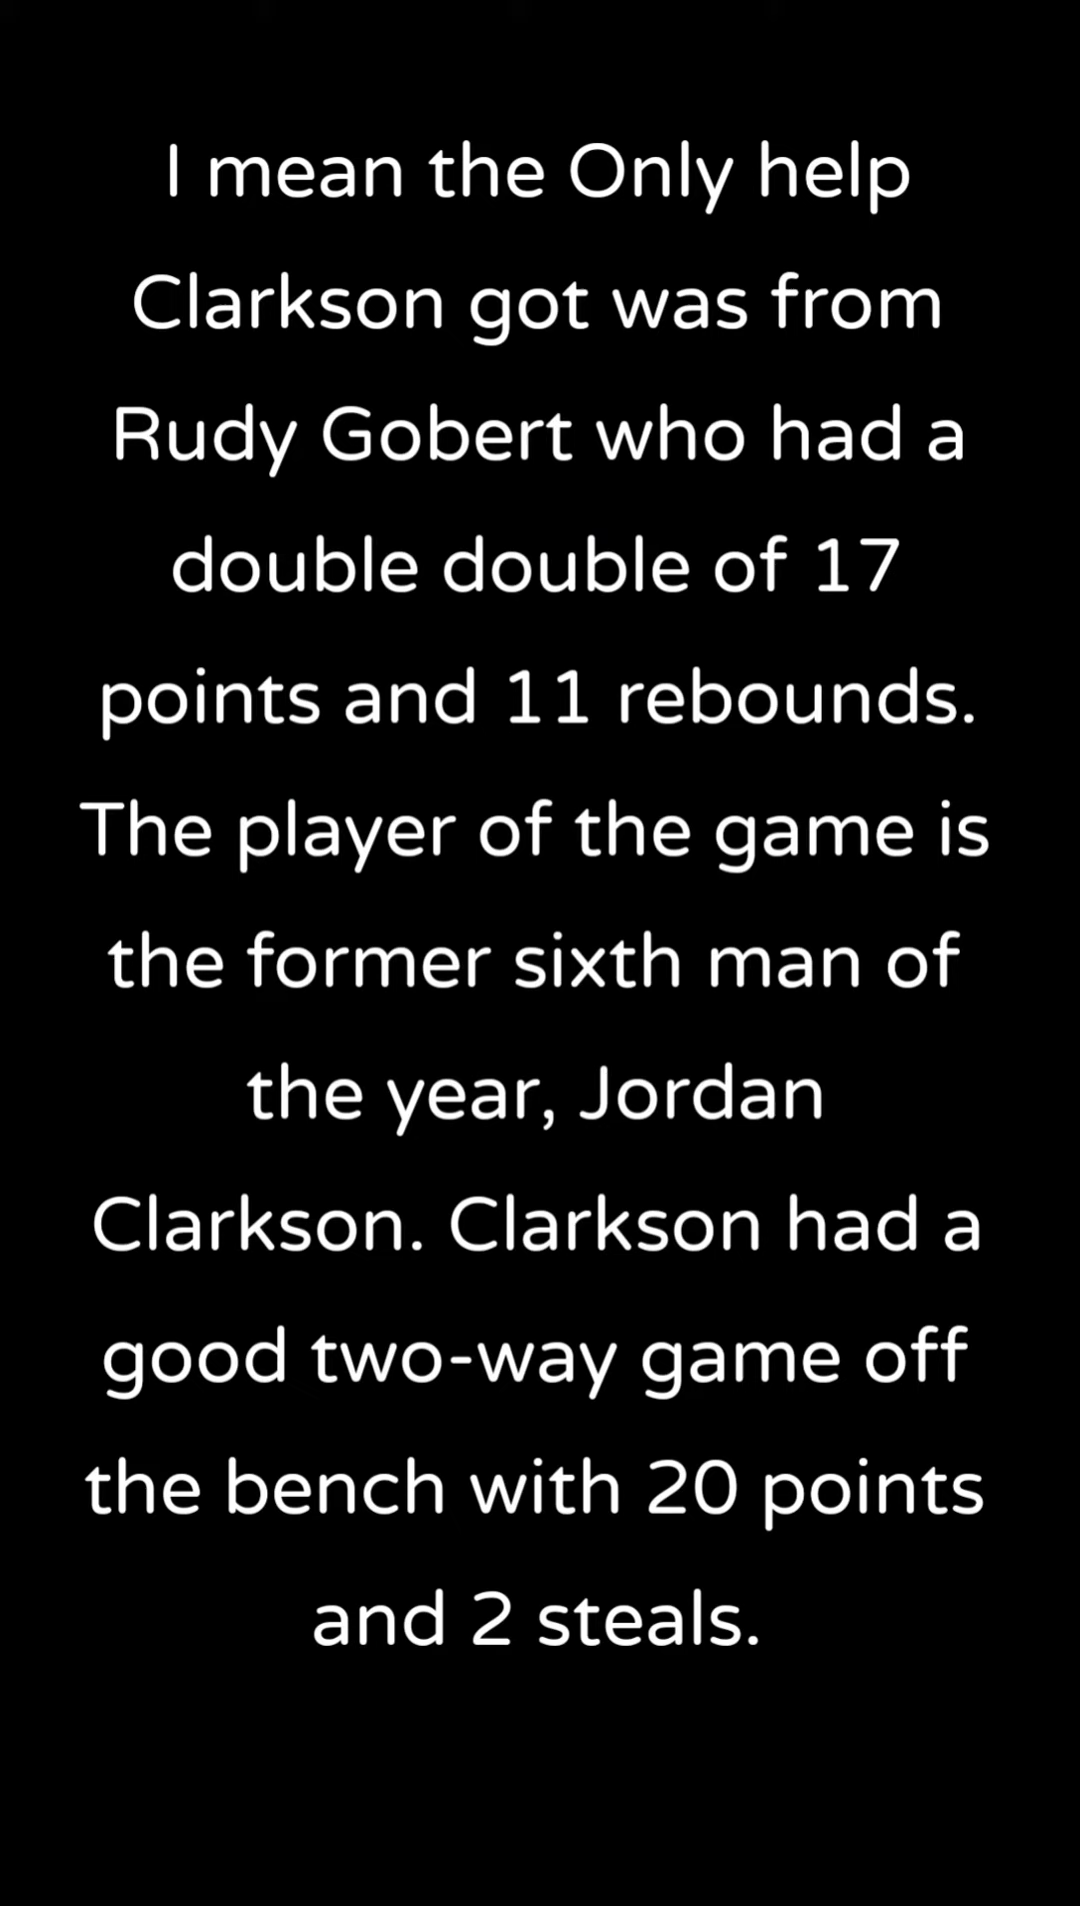 I mean the Only help
Clarkson got was from
Rudy Gobert who had a
double double of 17
points and 11 rebounds.
The player of the game is
the former sixth man of
the year, Jordan
Clarkson. Clarkson had a
good two-way game off
the bench with 20 points
and 2 steals.